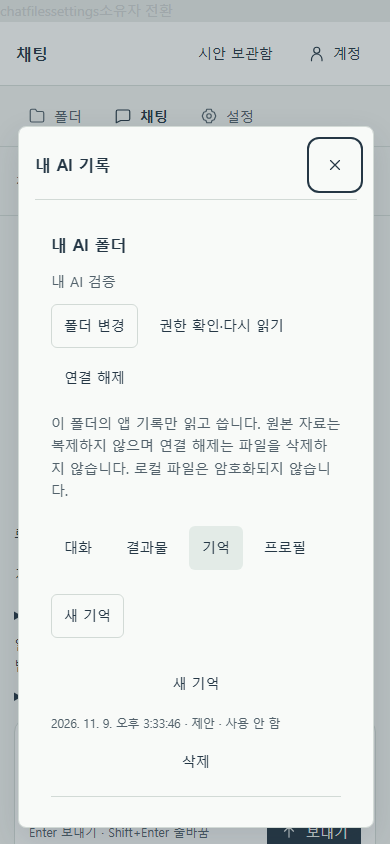 chatfilessettings소유자 전환
채팅 시안 보관함 계정
폴더 채팅 설정
내 AI 기록
내 AI 폴더
내 AI 검증
폴더 변경 권한 확인·다시 읽기
연결 해제
이 폴더의 앱 기록만 읽고 씁니다. 원본 자료는
복제하지 않으며 연결 해제는 파일을 삭제하
지 않습니다. 로컬 파일은 암호화되지 않습니
다.
대화 결과물 기억 프로필
새 기억
새 기억
2026. 11. 9. 오후 3:33:46 · 제안 · 사용 안 함
삭제
Enter 보내기 · Shift+Enter 줄바꿈 보내기